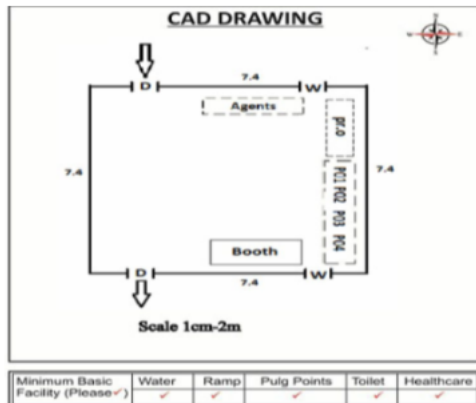 CAD DRAWING
7.4
D
W
Agents
pr.o
7.4
PO1 PO2 PO3 PO4
7.4
Booth
D
W
7.4
Scale 1cm-2m
Minimum Basic Facility (Please✓) Water Ramp Pulg Points Toilet Healthcare
✓ ✓ ✓ ✓ ✓